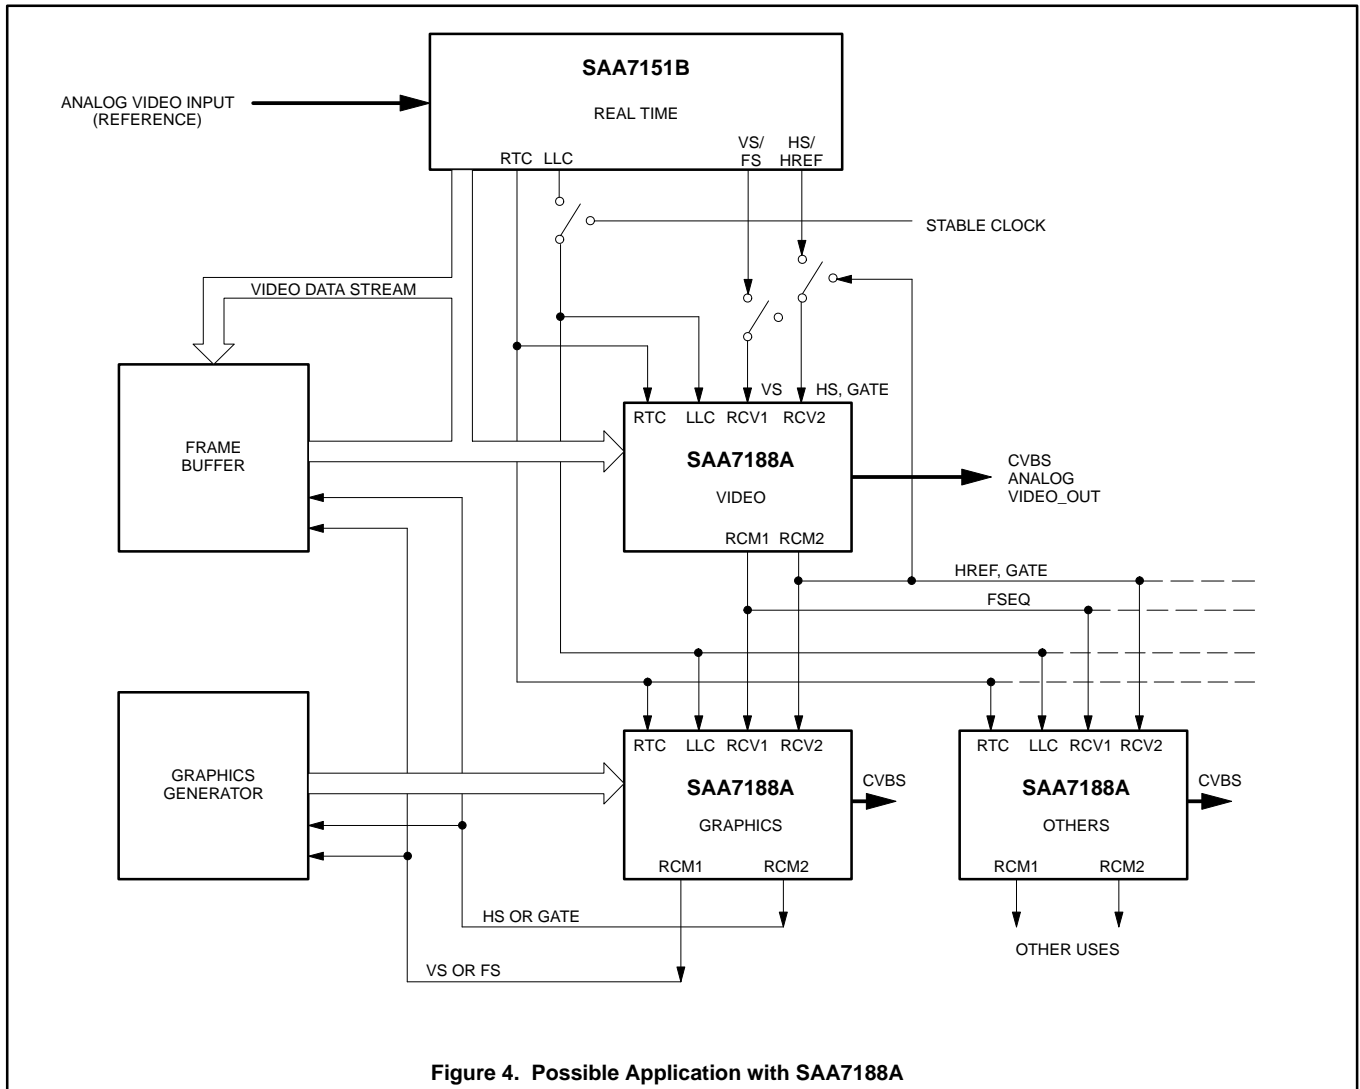 SAA7151B
ANALOG VIDEO INPUT
(REFERENCE)
REAL TIME
VS/
FS
HS/
HREF
RTC LLC
STABLE CLOCK
VIDEO DATA STREAM
VS
HS, GATE
RTC LLC RCV1 RCV2
FRAME
BUFFER
SAA7188A
VIDEO
CVBS
ANALOG
VIDEO_OUT
RCM1 RCM2
HREF, GATE
FSEQ
RTC LLC RCV1 RCV2
RTC LLC RCV1 RCV2
GRAPHICS
GENERATOR
SAA7188A
GRAPHICS
CVBS
SAA7188A
OTHERS
CVBS
RCM1 RCM2
RCM1 RCM2
HS OR GATE
OTHER USES
VS OR FS
Figure 4. Possible Application with SAA7188A